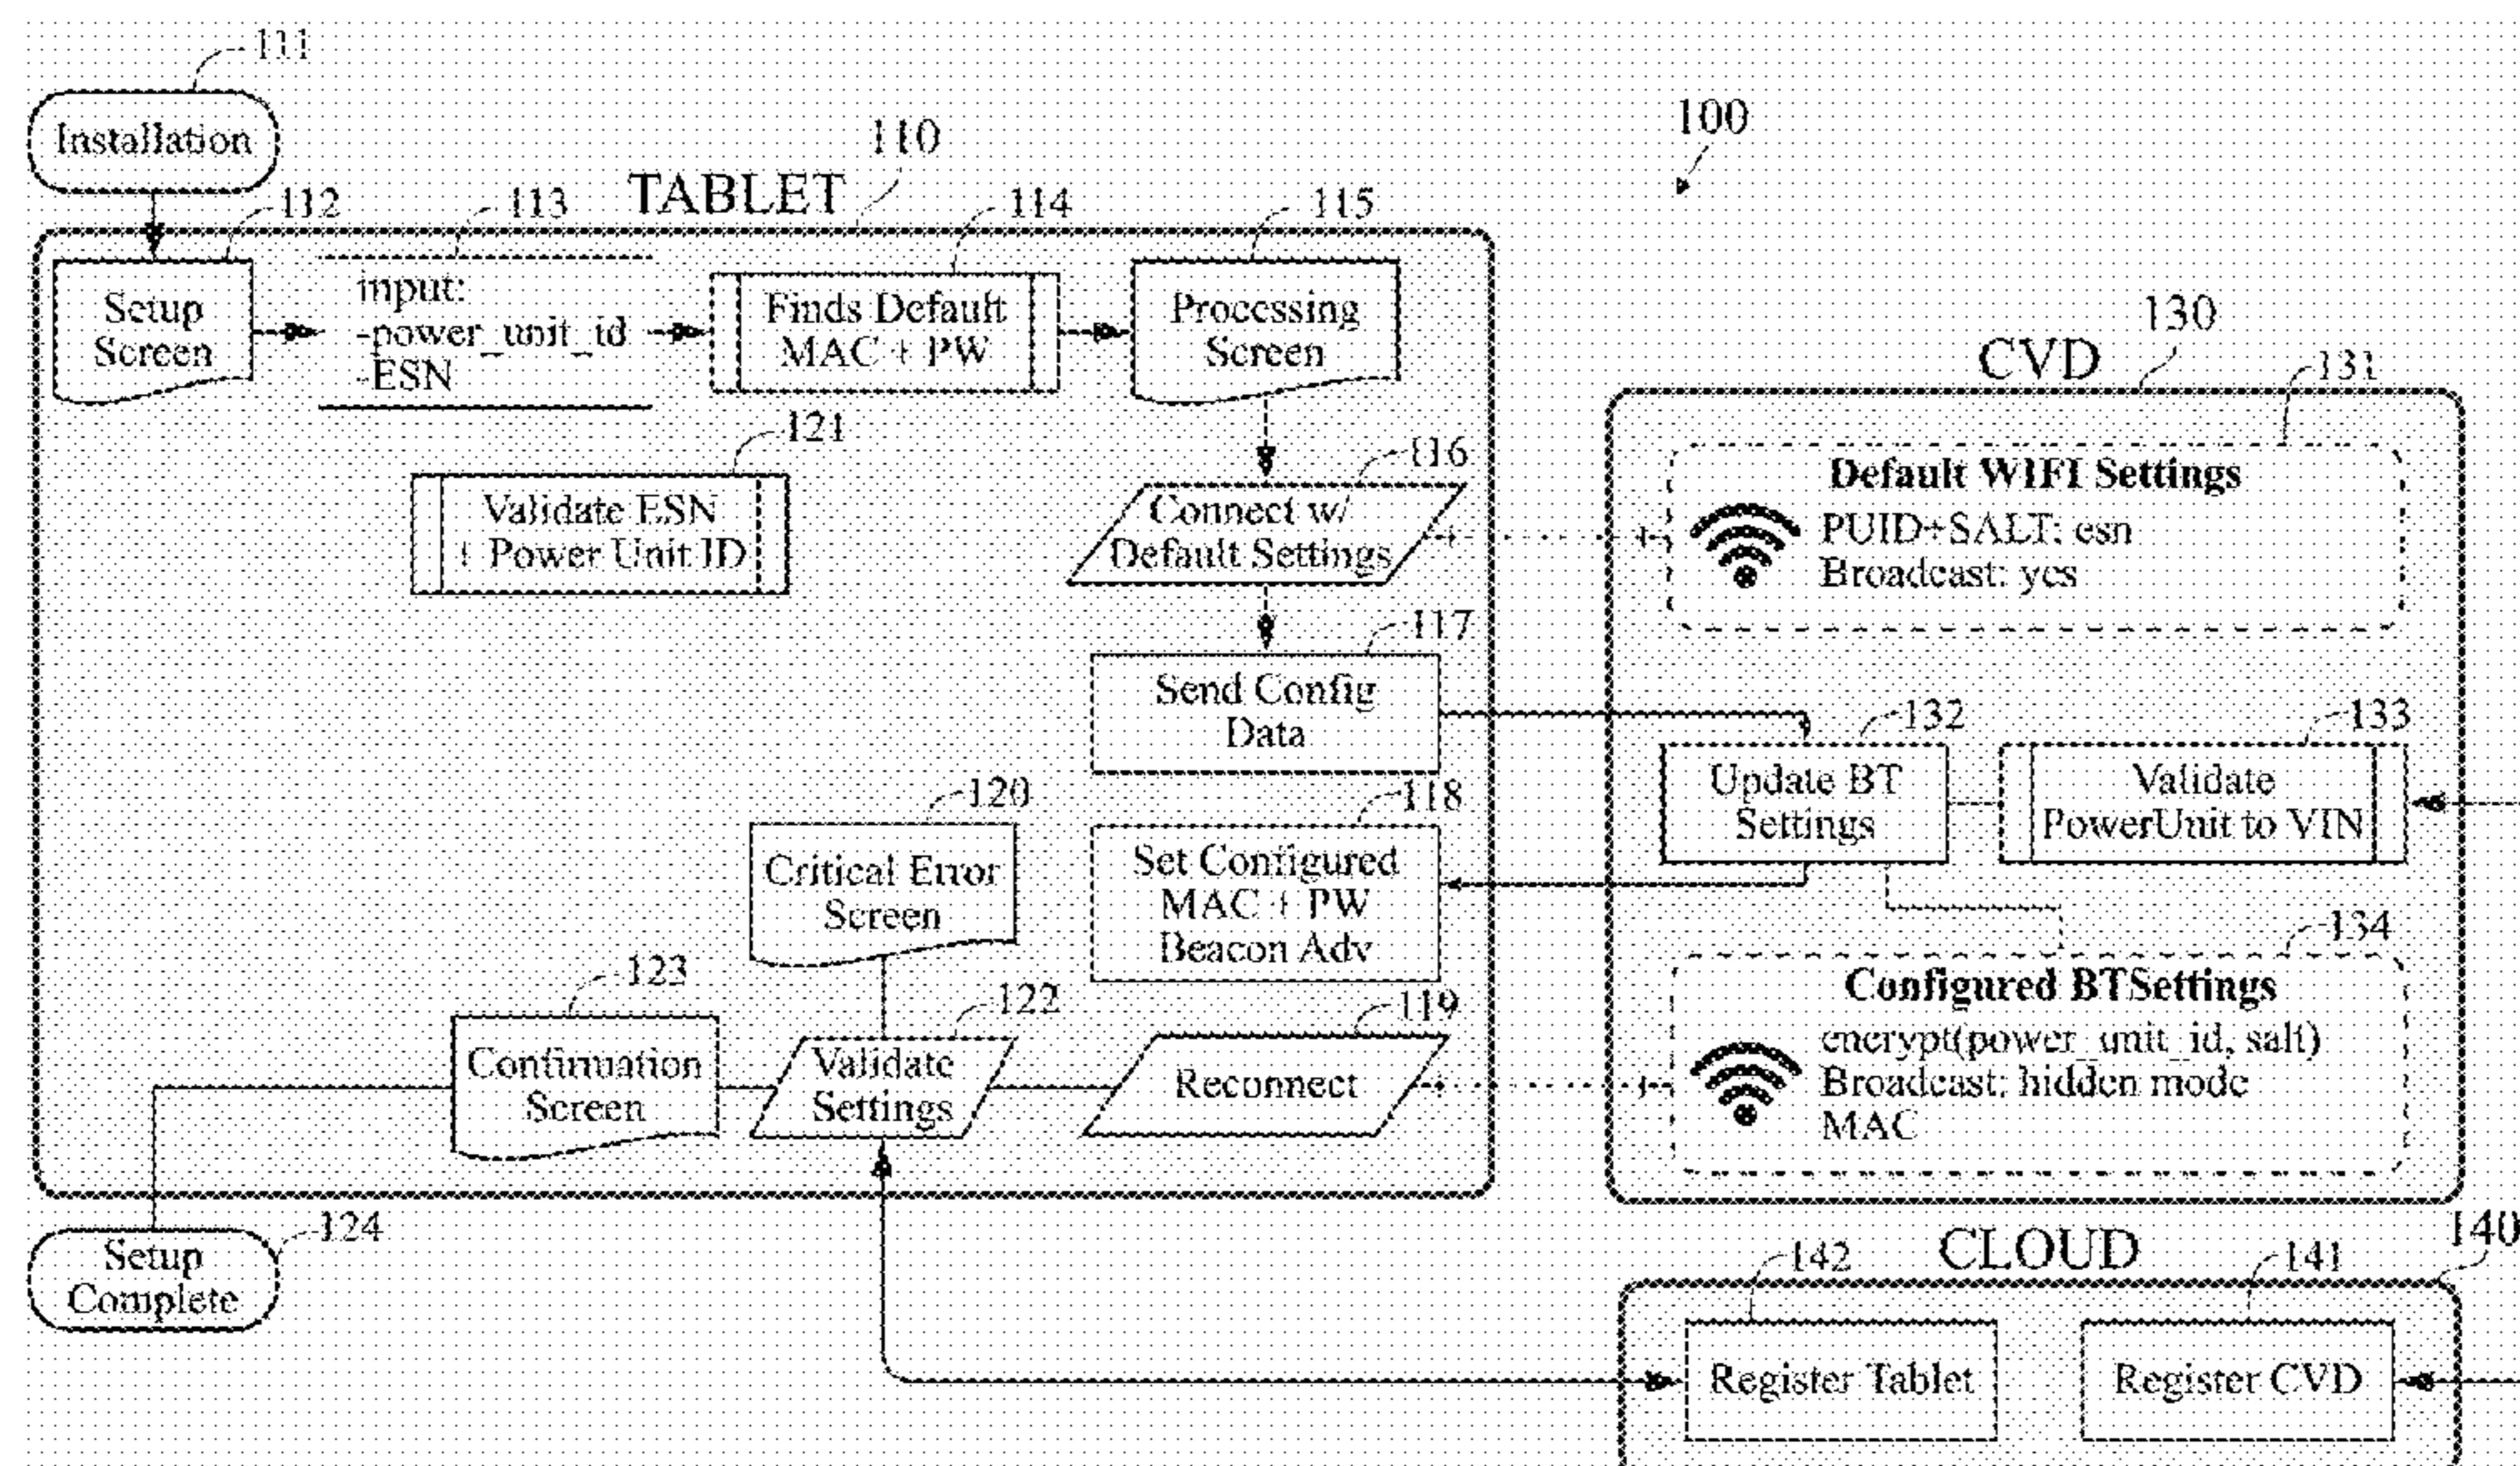 111
Installation
110
100
TABLET
112
113
114
115
Setup
Screen
input:
-power_unit_id
-ESN
Finds Default
MAC + PW
Processing
Screen
130
CVD
131
121
Validate ESN
+ Power Unit ID
116
Connect w/
Default Settings
Default WIFI Settings
PUID+SALT: esn
Broadcast: yes
117
Send Config
Data
132
Update BT
Settings
133
Validate
PowerUnit to VIN
120
Critical Error
Screen
118
Set Configured
MAC + PW
Beacon Adv
134
Configured BTSettings
encrypt(power_unit_id, salt)
Broadcast: hidden mode
MAC
123
Confirmation
Screen
122
Validate
Settings
119
Reconnect
124
Setup
Complete
CLOUD
140
142
141
Register Tablet
Register CVD